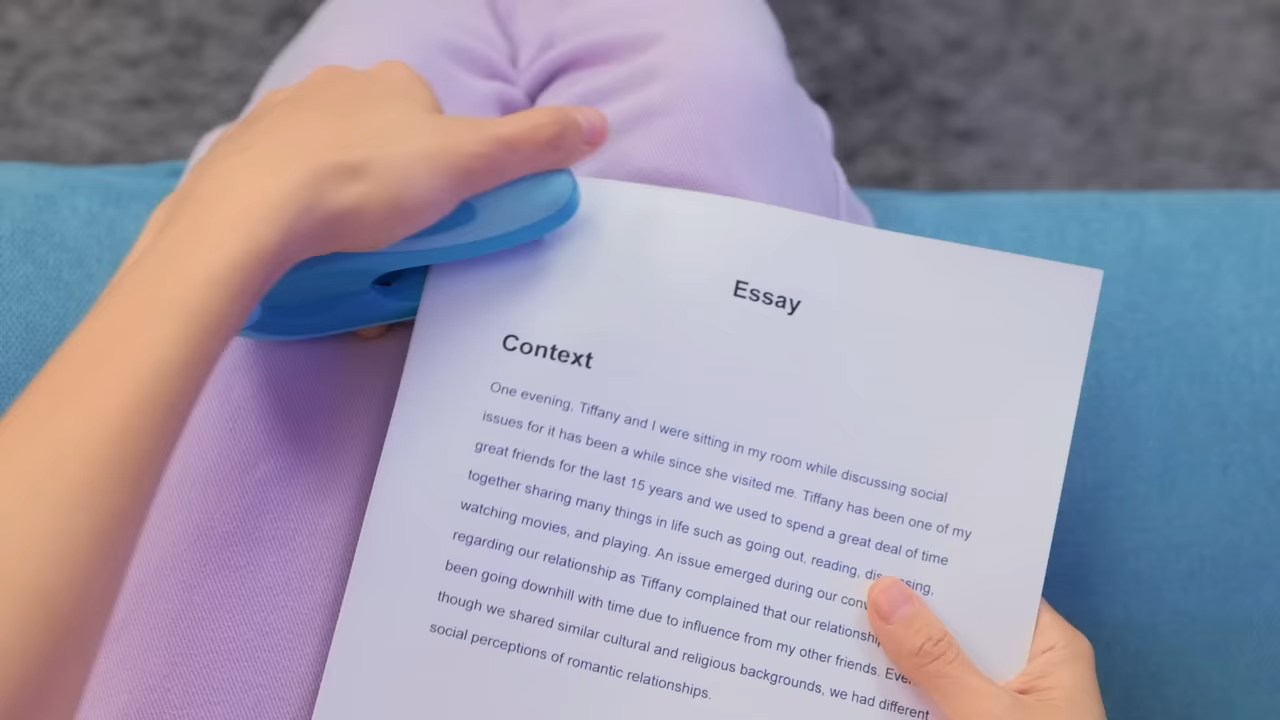 Essay
Context
One evening, Tiffany and I were sitting in my room while discussing social
issues for it has been a while since she visited me. Tiffany has been one of my
great friends for the last 15 years and we used to spend a great deal of time
together sharing many things in life such as going out, reading,
watching movies, and playing. An issue emerged during our
regarding our relationship as Tiffany complained that our
been going downhill with time due to influence from my other friends.
though we shared similar cultural and religious backgrounds, we had different
social perceptions of romantic relationships.